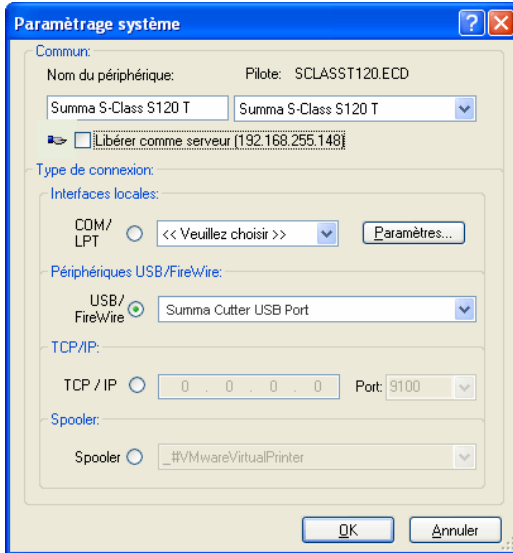 Paramètrage système
Commun:
Nom du périphérique: Pilote: SCLASST120.ECD
Summa S-Class S120 T Summa S-Class S120 T
Libérer comme serveur (192.168.255.148)
Type de connexion:
Interfaces locales:
COM/
LPT << Veuillez choisir >> Paramètres...
Périphériques USB/FireWire:
USB/
FireWire Summa Cutter USB Port
TCP/IP:
TCP / IP 0 . 0 . 0 . 0 Port: 9100
Spooler:
Spooler _#VMwareVirtualPrinter
OK Annuler